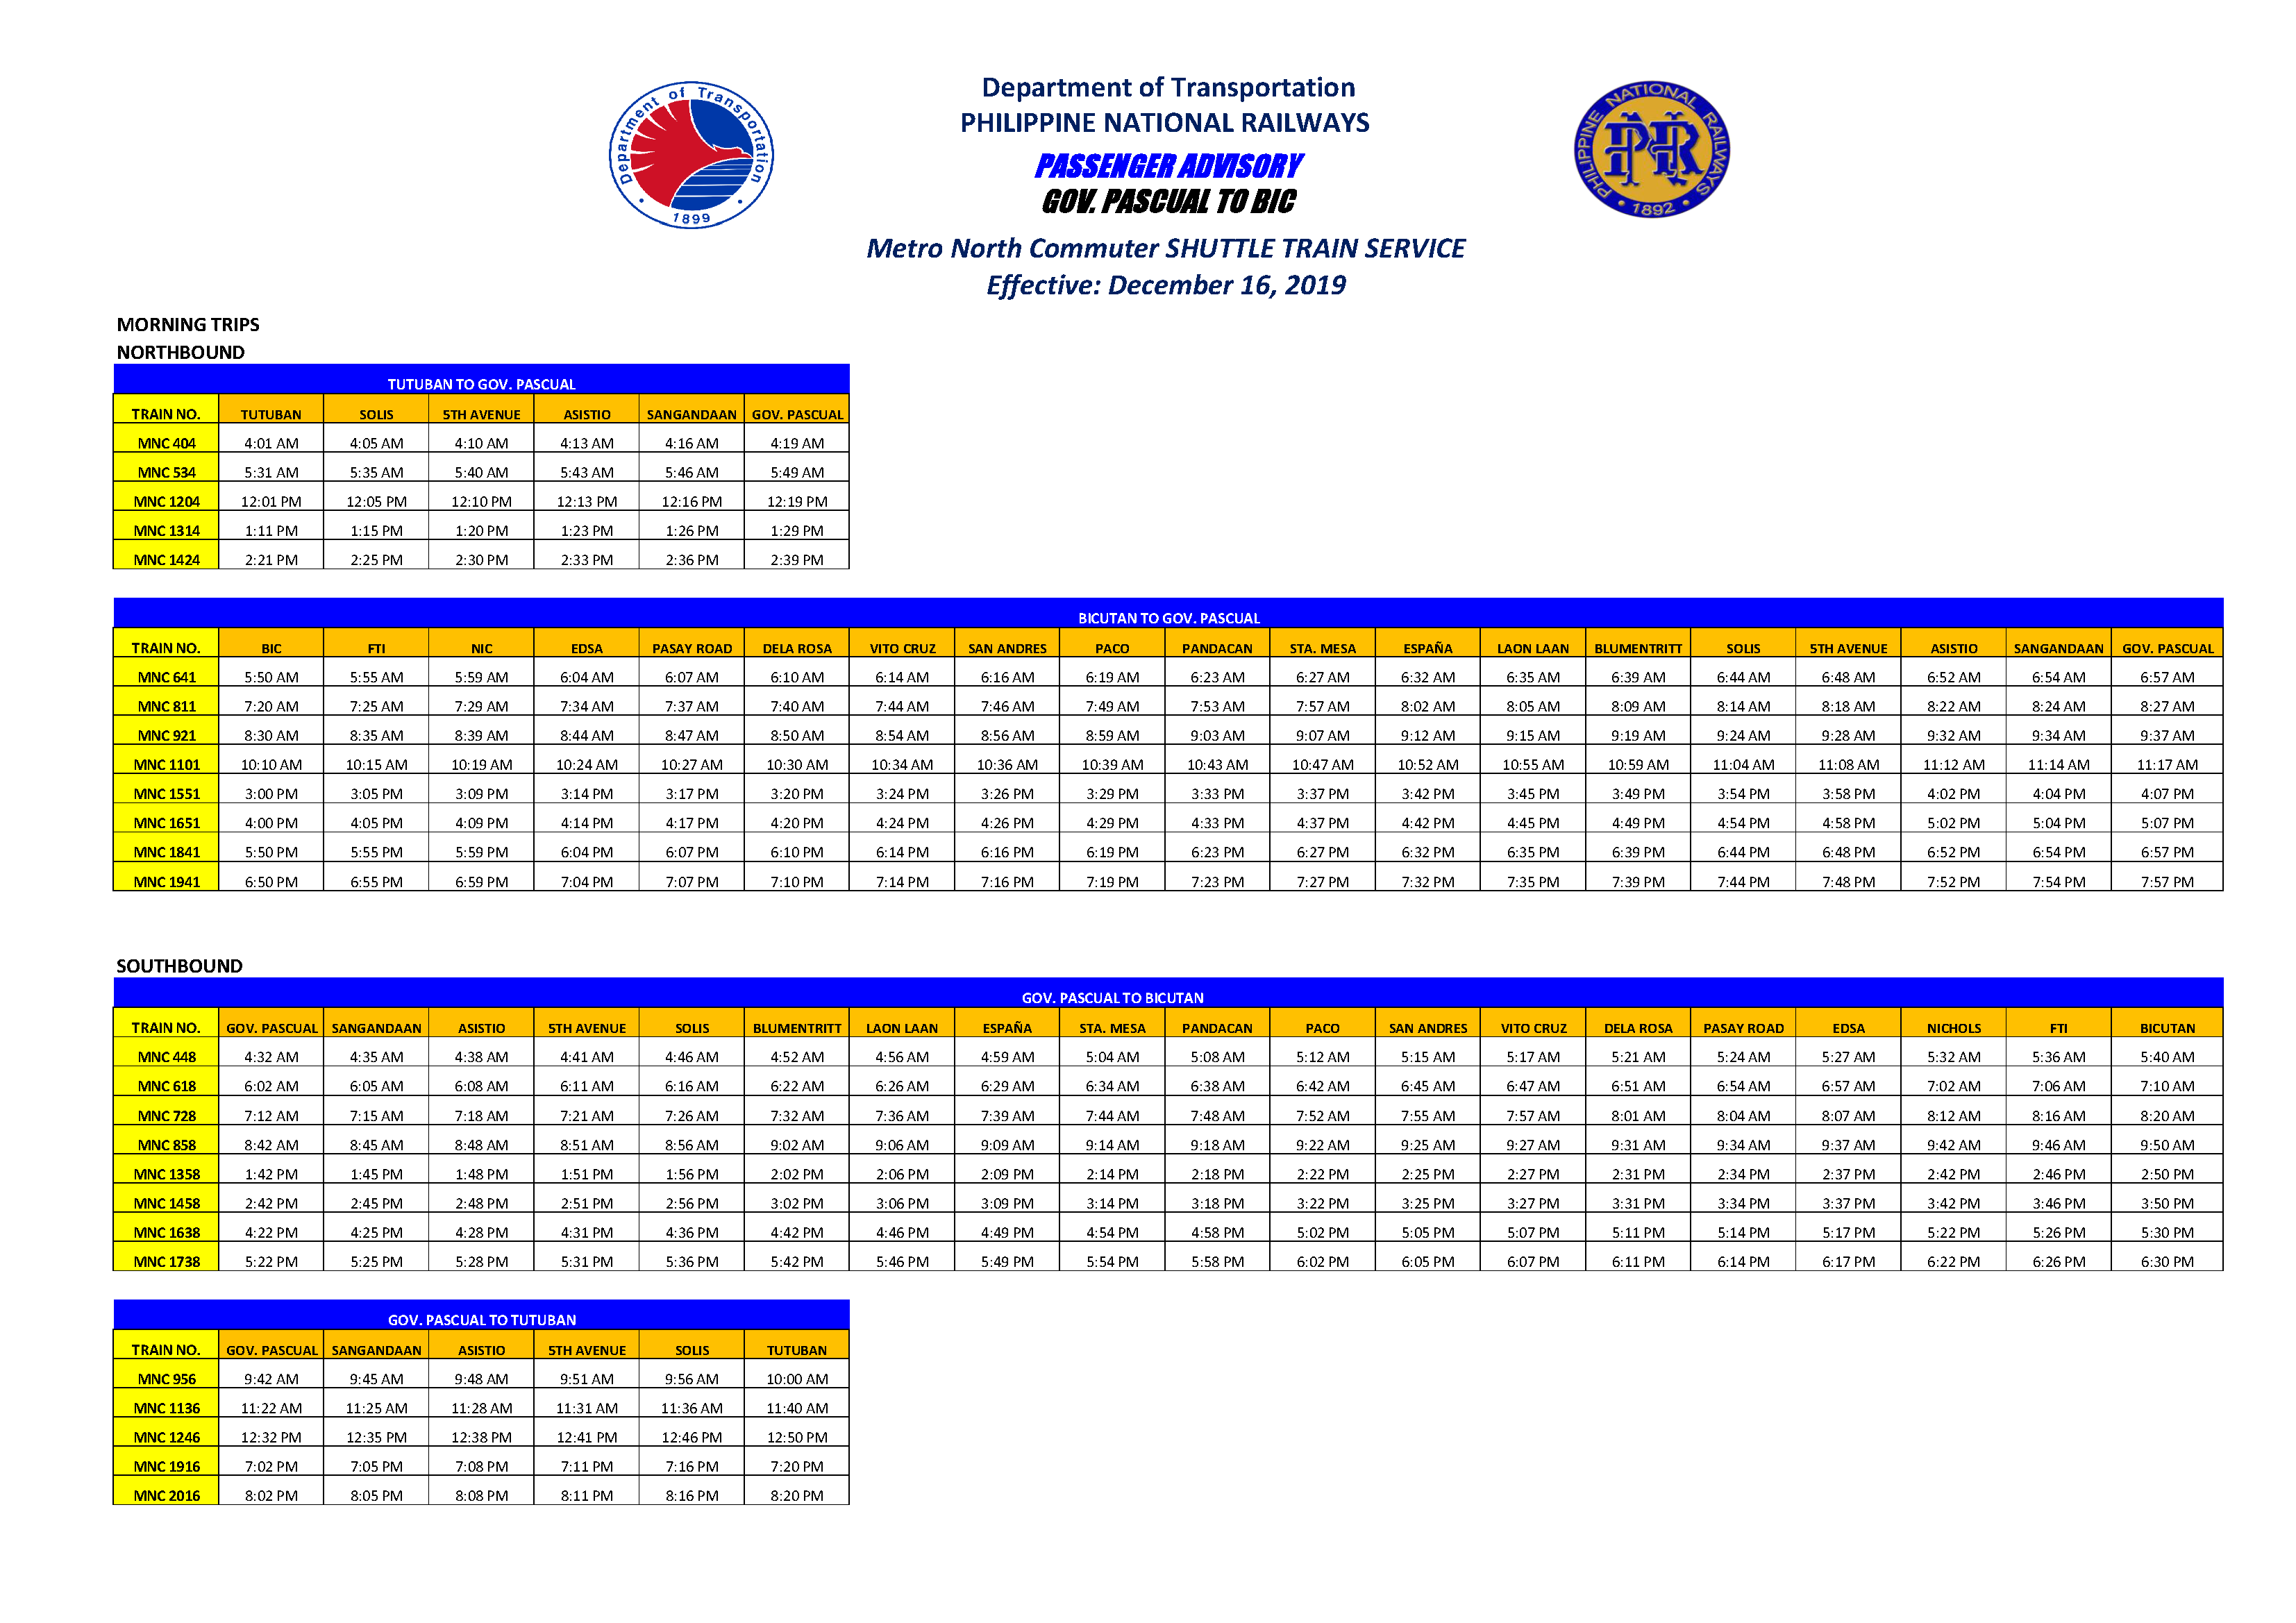 Department of Transportation
1899
Department of Transportation
PHILIPPINE NATIONAL RAILWAYS
PASSENGER ADVISORY
GOV. PASCUAL TO BIC
Metro North Commuter SHUTTLE TRAIN SERVICE
Effective: December 16, 2019
PHILIPPINE NATIONAL RAILWAYS
PNR
1892
MORNING TRIPS
NORTHBOUND
TUTUBAN TO GOV. PASCUAL
TRAIN NO. TUTUBAN SOLIS 5TH AVENUE ASISTIO SANGANDAAN GOV. PASCUAL
MNC 404 4:01 AM 4:05 AM 4:10 AM 4:13 AM 4:16 AM 4:19 AM
MNC 534 5:31 AM 5:35 AM 5:40 AM 5:43 AM 5:46 AM 5:49 AM
MNC 1204 12:01 PM 12:05 PM 12:10 PM 12:13 PM 12:16 PM 12:19 PM
MNC 1314 1:11 PM 1:15 PM 1:20 PM 1:23 PM 1:26 PM 1:29 PM
MNC 1424 2:21 PM 2:25 PM 2:30 PM 2:33 PM 2:36 PM 2:39 PM
BICUTAN TO GOV. PASCUAL
TRAIN NO. BIC FTI NIC EDSA PASAY ROAD DELA ROSA VITO CRUZ SAN ANDRES PACO PANDACAN STA. MESA ESPAÑA LAON LAAN BLUMENTRITT SOLIS 5TH AVENUE ASISTIO SANGANDAAN GOV. PASCUAL
MNC 641 5:50 AM 5:55 AM 5:59 AM 6:04 AM 6:07 AM 6:10 AM 6:14 AM 6:16 AM 6:19 AM 6:23 AM 6:27 AM 6:32 AM 6:35 AM 6:39 AM 6:44 AM 6:48 AM 6:52 AM 6:54 AM 6:57 AM
MNC 811 7:20 AM 7:25 AM 7:29 AM 7:34 AM 7:37 AM 7:40 AM 7:44 AM 7:46 AM 7:49 AM 7:53 AM 7:57 AM 8:02 AM 8:05 AM 8:09 AM 8:14 AM 8:18 AM 8:22 AM 8:24 AM 8:27 AM
MNC 921 8:30 AM 8:35 AM 8:39 AM 8:44 AM 8:47 AM 8:50 AM 8:54 AM 8:56 AM 8:59 AM 9:03 AM 9:07 AM 9:12 AM 9:15 AM 9:19 AM 9:24 AM 9:28 AM 9:32 AM 9:34 AM 9:37 AM
MNC 1101 10:10 AM 10:15 AM 10:19 AM 10:24 AM 10:27 AM 10:30 AM 10:34 AM 10:36 AM 10:39 AM 10:43 AM 10:47 AM 10:52 AM 10:55 AM 10:59 AM 11:04 AM 11:08 AM 11:12 AM 11:14 AM 11:17 AM
MNC 1551 3:00 PM 3:05 PM 3:09 PM 3:14 PM 3:17 PM 3:20 PM 3:24 PM 3:26 PM 3:29 PM 3:33 PM 3:37 PM 3:42 PM 3:45 PM 3:49 PM 3:54 PM 3:58 PM 4:02 PM 4:04 PM 4:07 PM
MNC 1651 4:00 PM 4:05 PM 4:09 PM 4:14 PM 4:17 PM 4:20 PM 4:24 PM 4:26 PM 4:29 PM 4:33 PM 4:37 PM 4:42 PM 4:45 PM 4:49 PM 4:54 PM 4:58 PM 5:02 PM 5:04 PM 5:07 PM
MNC 1841 5:50 PM 5:55 PM 5:59 PM 6:04 PM 6:07 PM 6:10 PM 6:14 PM 6:16 PM 6:19 PM 6:23 PM 6:27 PM 6:32 PM 6:35 PM 6:39 PM 6:44 PM 6:48 PM 6:52 PM 6:54 PM 6:57 PM
MNC 1941 6:50 PM 6:55 PM 6:59 PM 7:04 PM 7:07 PM 7:10 PM 7:14 PM 7:16 PM 7:19 PM 7:23 PM 7:27 PM 7:32 PM 7:35 PM 7:39 PM 7:44 PM 7:48 PM 7:52 PM 7:54 PM 7:57 PM
SOUTHBOUND
GOV. PASCUAL TO BICUTAN
TRAIN NO. GOV. PASCUAL SANGANDAAN ASISTIO 5TH AVENUE SOLIS BLUMENTRITT LAON LAAN ESPAÑA STA. MESA PANDACAN PACO SAN ANDRES VITO CRUZ DELA ROSA PASAY ROAD EDSA NICHOLS FTI BICUTAN
MNC 448 4:32 AM 4:35 AM 4:38 AM 4:41 AM 4:46 AM 4:52 AM 4:56 AM 4:59 AM 5:04 AM 5:08 AM 5:12 AM 5:15 AM 5:17 AM 5:21 AM 5:24 AM 5:27 AM 5:32 AM 5:36 AM 5:40 AM
MNC 618 6:02 AM 6:05 AM 6:08 AM 6:11 AM 6:16 AM 6:22 AM 6:26 AM 6:29 AM 6:34 AM 6:38 AM 6:42 AM 6:45 AM 6:47 AM 6:51 AM 6:54 AM 6:57 AM 7:02 AM 7:06 AM 7:10 AM
MNC 728 7:12 AM 7:15 AM 7:18 AM 7:21 AM 7:26 AM 7:32 AM 7:36 AM 7:39 AM 7:44 AM 7:48 AM 7:52 AM 7:55 AM 7:57 AM 8:01 AM 8:04 AM 8:07 AM 8:12 AM 8:16 AM 8:20 AM
MNC 858 8:42 AM 8:45 AM 8:48 AM 8:51 AM 8:56 AM 9:02 AM 9:06 AM 9:09 AM 9:14 AM 9:18 AM 9:22 AM 9:25 AM 9:27 AM 9:31 AM 9:34 AM 9:37 AM 9:42 AM 9:46 AM 9:50 AM
MNC 1358 1:42 PM 1:45 PM 1:48 PM 1:51 PM 1:56 PM 2:02 PM 2:06 PM 2:09 PM 2:14 PM 2:18 PM 2:22 PM 2:25 PM 2:27 PM 2:31 PM 2:34 PM 2:37 PM 2:42 PM 2:46 PM 2:50 PM
MNC 1458 2:42 PM 2:45 PM 2:48 PM 2:51 PM 2:56 PM 3:02 PM 3:06 PM 3:09 PM 3:14 PM 3:18 PM 3:22 PM 3:25 PM 3:27 PM 3:31 PM 3:34 PM 3:37 PM 3:42 PM 3:46 PM 3:50 PM
MNC 1638 4:22 PM 4:25 PM 4:28 PM 4:31 PM 4:36 PM 4:42 PM 4:46 PM 4:49 PM 4:54 PM 4:58 PM 5:02 PM 5:05 PM 5:07 PM 5:11 PM 5:14 PM 5:17 PM 5:22 PM 5:26 PM 5:30 PM
MNC 1738 5:22 PM 5:25 PM 5:28 PM 5:31 PM 5:36 PM 5:42 PM 5:46 PM 5:49 PM 5:54 PM 5:58 PM 6:02 PM 6:05 PM 6:07 PM 6:11 PM 6:14 PM 6:17 PM 6:22 PM 6:26 PM 6:30 PM
GOV. PASCUAL TO TUTUBAN
TRAIN NO. GOV. PASCUAL SANGANDAAN ASISTIO 5TH AVENUE SOLIS TUTUBAN
MNC 956 9:42 AM 9:45 AM 9:48 AM 9:51 AM 9:56 AM 10:00 AM
MNC 1136 11:22 AM 11:25 AM 11:28 AM 11:31 AM 11:36 AM 11:40 AM
MNC 1246 12:32 PM 12:35 PM 12:38 PM 12:41 PM 12:46 PM 12:50 PM
MNC 1916 7:02 PM 7:05 PM 7:08 PM 7:11 PM 7:16 PM 7:20 PM
MNC 2016 8:02 PM 8:05 PM 8:08 PM 8:11 PM 8:16 PM 8:20 PM